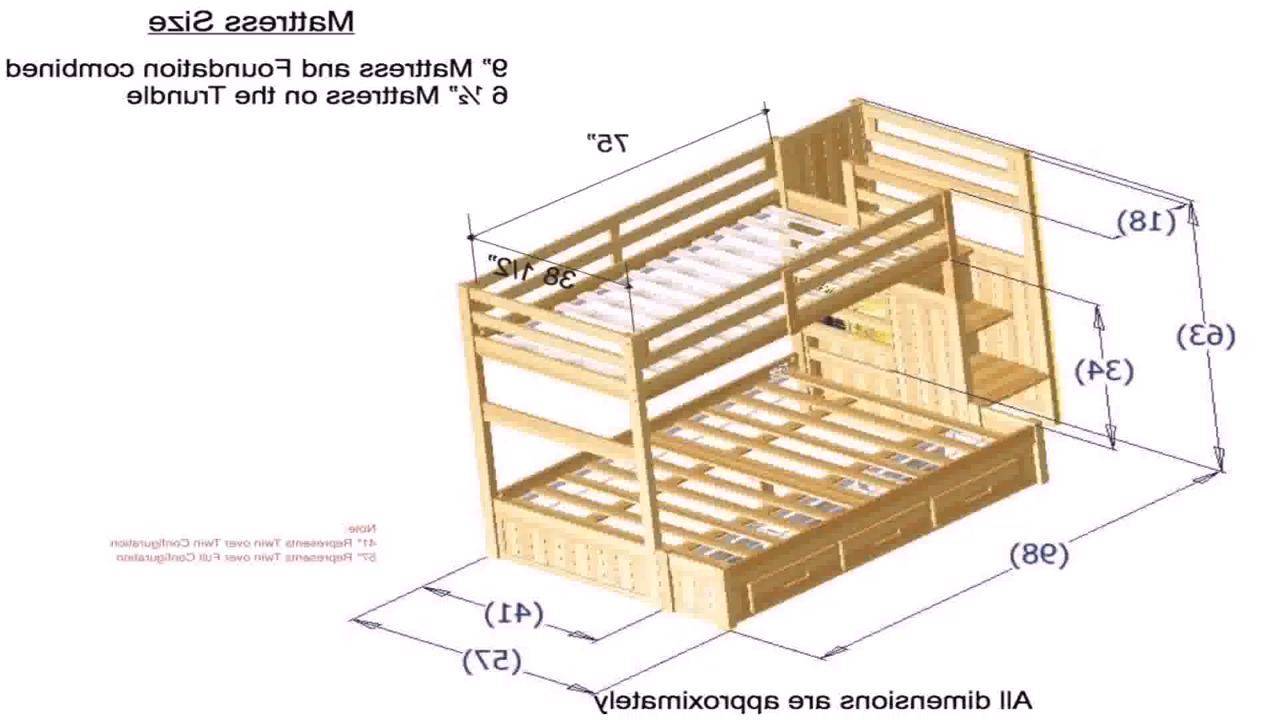 Mattress Size
9" Mattress and Foundation combined
6 ½" Mattress on the Trundle
75"
38 1/2"
(18)
(63)
(34)
(98)
(41)
(57)
Note:
41" Represents Twin over Twin Configuration
57" Represents Twin over Full Configuration
All dimensions are approximately